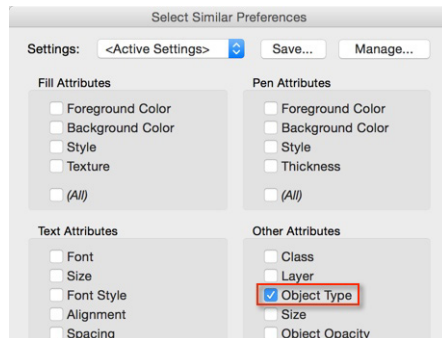 Select Similar Preferences
Settings: <Active Settings> Save... Manage...
Fill Attributes
Foreground Color
Background Color
Style
Texture
(All)
Pen Attributes
Foreground Color
Background Color
Style
Thickness
(All)
Text Attributes
Font
Size
Font Style
Alignment
Spacing
Other Attributes
Class
Layer
Object Type
Size
Object Opacity